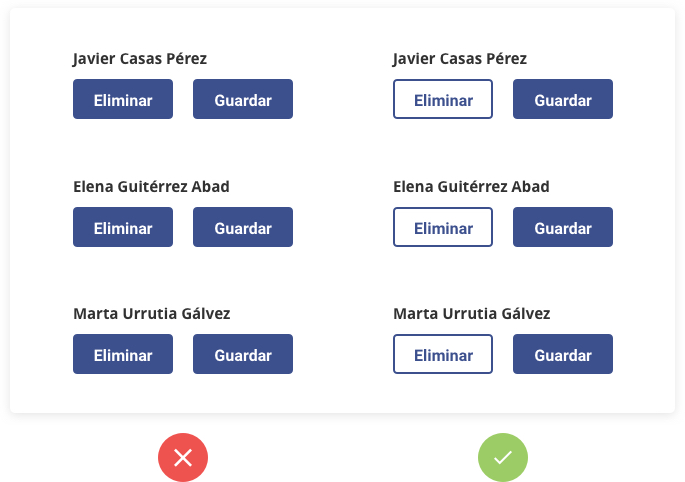 Javier Casas Pérez Javier Casas Pérez
Eliminar Guardar Eliminar Guardar
Elena Guitérrez Abad Elena Guitérrez Abad
Eliminar Guardar Eliminar Guardar
Marta Urrutia Gálvez Marta Urrutia Gálvez
Eliminar Guardar Eliminar Guardar